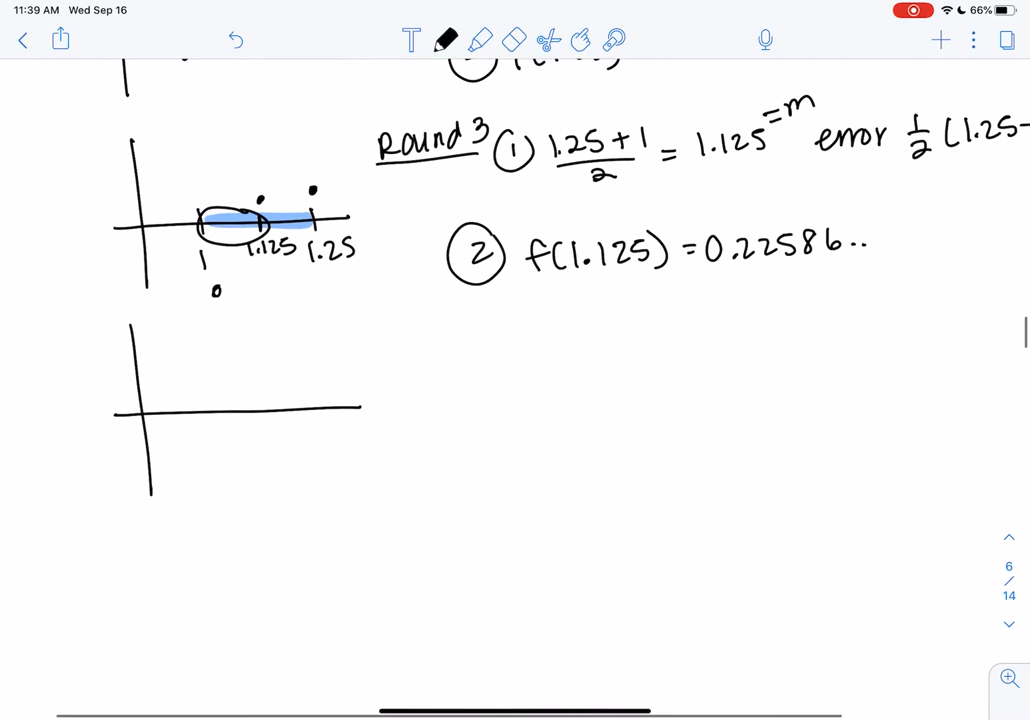 11:39 AM Wed Sep 16
66%
T
Round 3 ① (1.25 + 1)/2 = 1.125 = m error 1/2 (1.25 -
② f(1.125) = 0.22586..
1 1.125 1.25
6
/
14